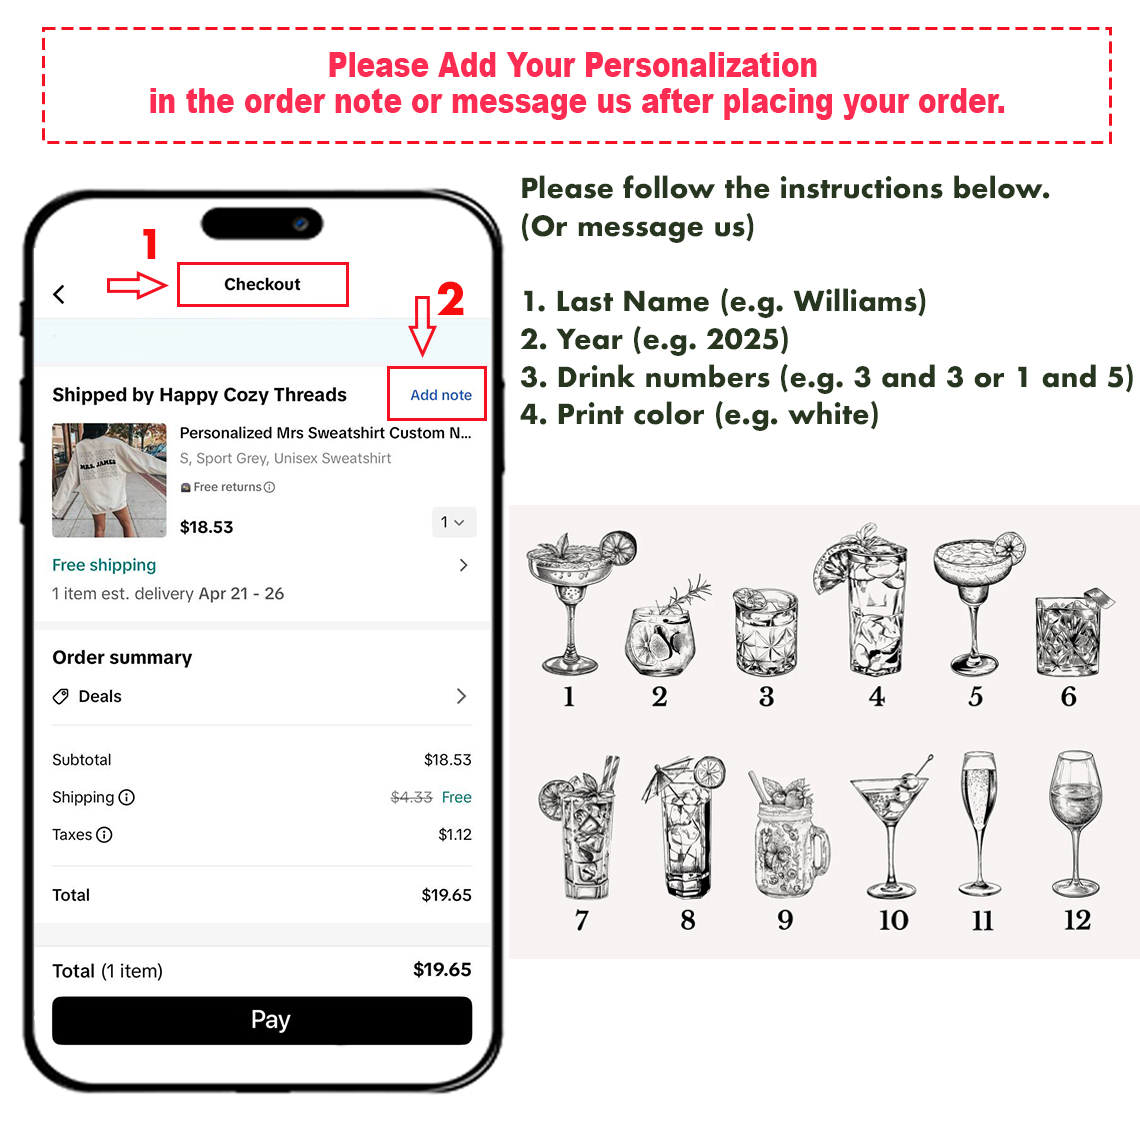 Please Add Your Personalization
in the order note or message us after placing your order.
Please follow the instructions below.
(Or message us)
1. Last Name (e.g. Williams)
2. Year (e.g. 2025)
3. Drink numbers (e.g. 3 and 3 or 1 and 5)
4. Print color (e.g. white)
1
Checkout
2
Shipped by Happy Cozy Threads
Add note
MRS. JAMES
Personalized Mrs Sweatshirt Custom N...
S, Sport Grey, Unisex Sweatshirt
Free returns
$18.53
1
Free shipping
1 item est. delivery Apr 21 - 26
Order summary
Deals
Subtotal $18.53
Shipping $4.33 Free
Taxes $1.12
Total $19.65
Total (1 item) $19.65
Pay
1 2 3 4 5 6
7 8 9 10 11 12